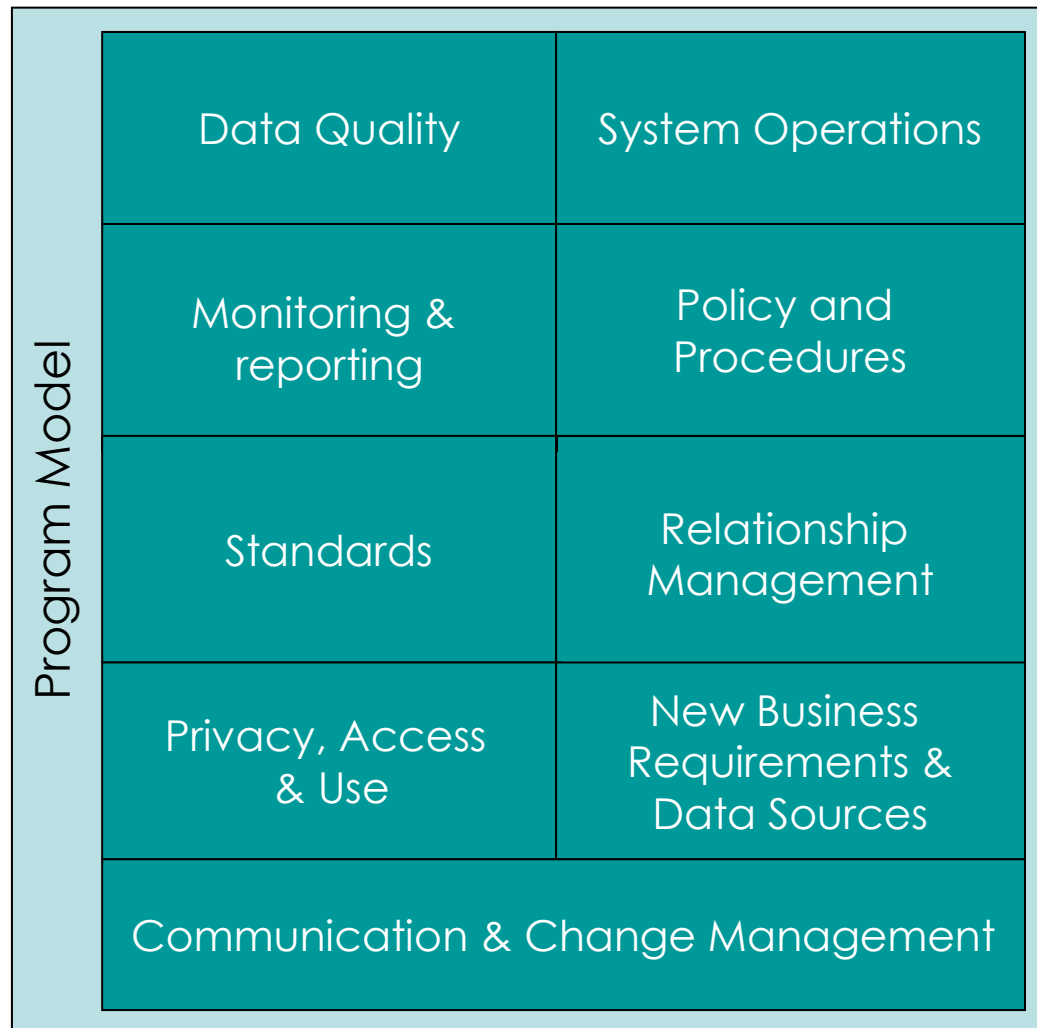 Program Model
Data Quality
System Operations
Monitoring &
reporting
Policy and
Procedures
Standards
Relationship
Management
Privacy, Access
& Use
New Business
Requirements &
Data Sources
Communication & Change Management